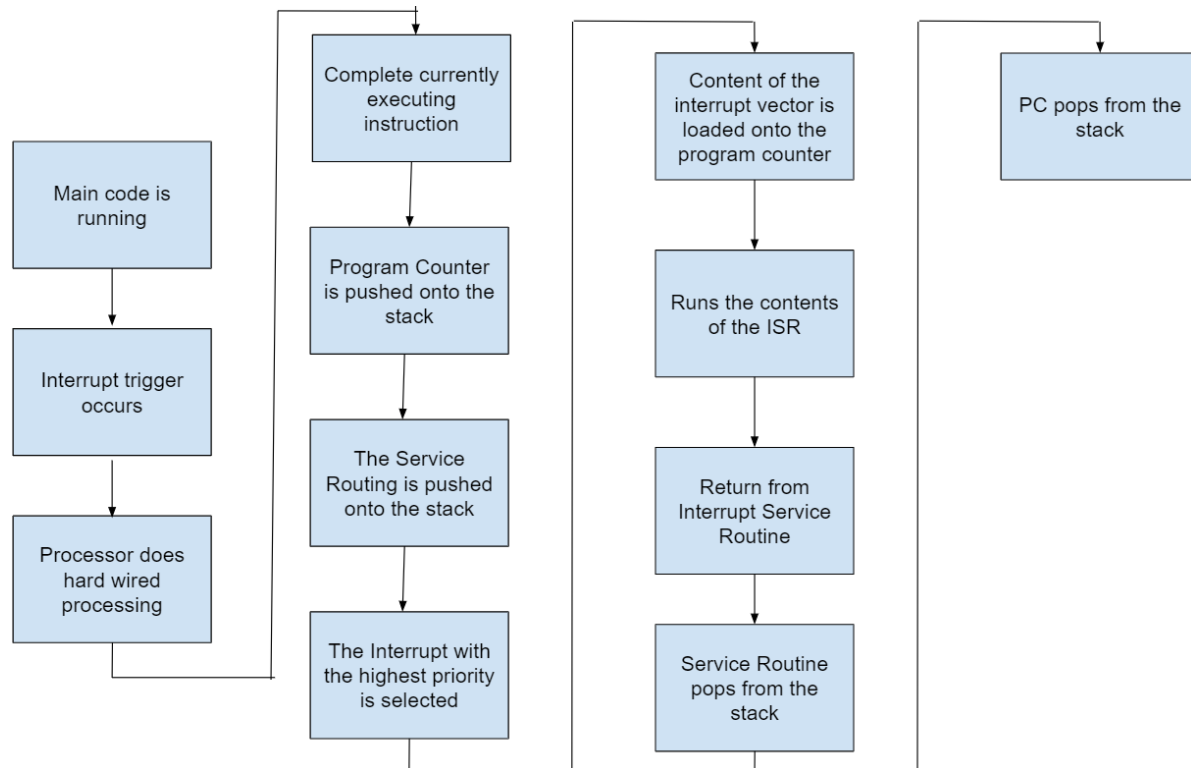 Main code is
running
Interrupt trigger
occurs
Processor does
hard wired
processing
Complete currently
executing
instruction
Program Counter
is pushed onto the
stack
The Service
Routing is pushed
onto the stack
The Interrupt with
the highest priority
is selected
Content of the
interrupt vector is
loaded onto the
program counter
Runs the contents
of the ISR
Return from
Interrupt Service
Routine
Service Routine
pops from the
stack
PC pops from the
stack